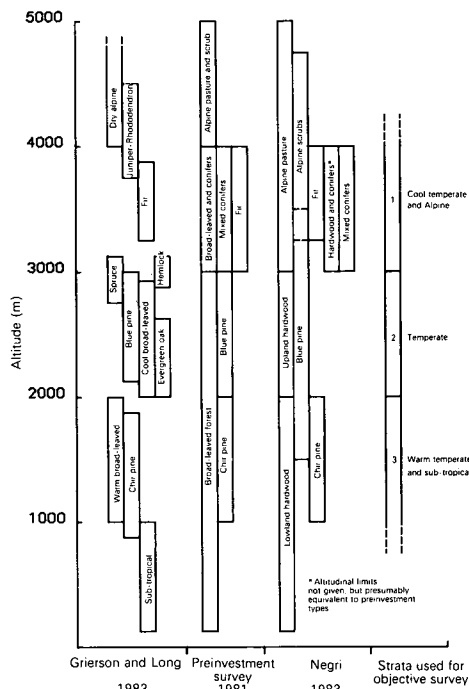 5000
4000
3000
2000
1000
Altitude (m)
Dry alpine
Juniper-Rhododendron
Fir
Spruce
Blue pine
Cool broad-leaved
Hemlock
Evergreen oak
Warm broad-leaved
Chir pine
Sub-tropical
Alpine pasture and scrub
Broad-leaved and conifers
Mixed conifers
Fir
Blue pine
Broad-leaved forest
Chir pine
Alpine pasture
Alpine scrubs
Fir
Hardwood and conifers*
Mixed conifers
Upland hardwood
Blue pine
Lowland hardwood
Chir pine
1 Cool temperate
and Alpine
2 Temperate
3 Warm temperate
and sub-tropical
* Altitudinal limits
not given, but presumably
equivalent to preinvestment
types
Grierson and Long
1983
Preinvestment
survey
1981
Negri
1983
Strata used for
objective survey